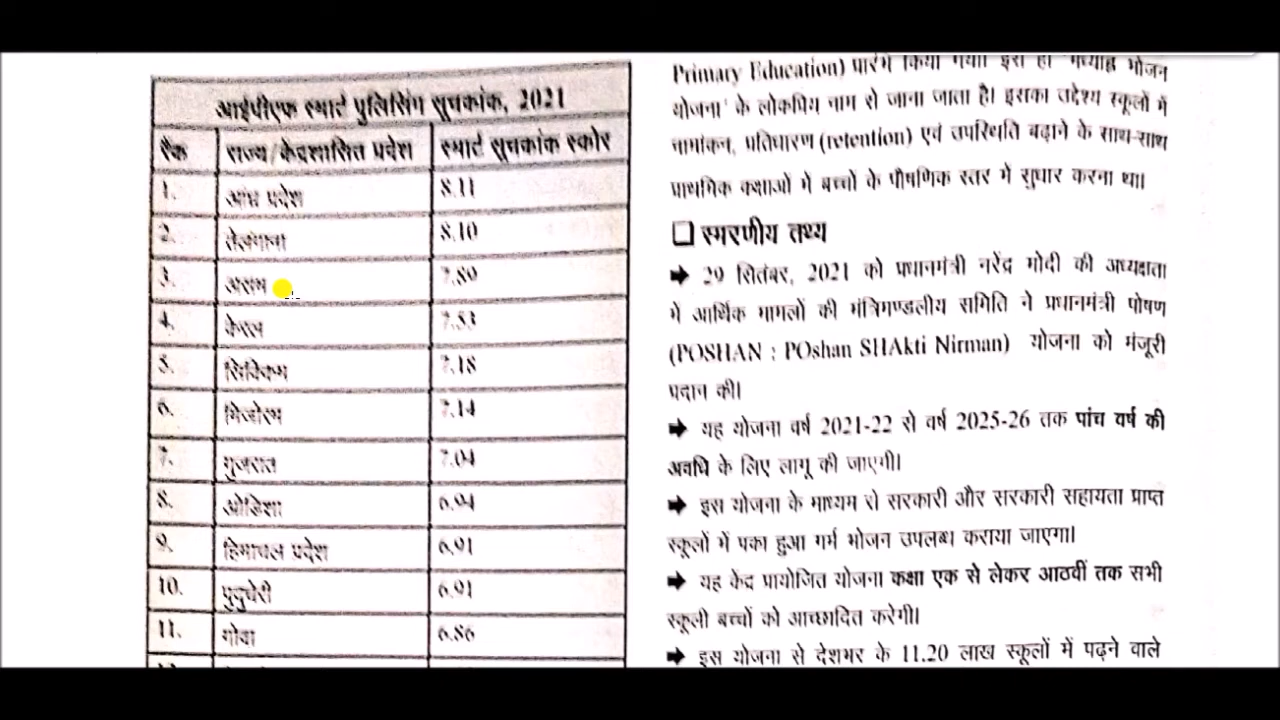 आईपीएफ स्मार्ट पुलिसिंग सूचकांक, 2021
रैंक राज्य/केंद्रशासित प्रदेश स्मार्ट सूचकांक स्कोर
1. आंध्र प्रदेश 8.11
2. तेलंगाना 8.10
3. असम 7.89
4. केरल 7.53
5. सिक्किम 7.18
6. मिजोरम 7.14
7. गुजरात 7.04
8. ओडिशा 6.94
9. हिमाचल प्रदेश 6.91
10. पुदुचेरी 6.91
11. गोवा 6.86
Primary Education) प्रारंभ किया गया। इसे ही 'मध्याह्न भोजन
योजना' के लोकप्रिय नाम से जाना जाता है। इसका उद्देश्य स्कूलों में
नामांकन, प्रतिधारण (retention) एवं उपस्थिति बढ़ाने के साथ-साथ
प्राथमिक कक्षाओं में बच्चों के पौषणिक स्तर में सुधार करना था।
❑ स्मरणीय तथ्य
➡ 29 सितंबर, 2021 को प्रधानमंत्री नरेंद्र मोदी की अध्यक्षता
में आर्थिक मामलों की मंत्रिमण्डलीय समिति ने प्रधानमंत्री पोषण
(POSHAN : POshan SHAkti Nirman) योजना को मंजूरी
प्रदान की।
➡ यह योजना वर्ष 2021-22 से वर्ष 2025-26 तक पांच वर्ष की
अवधि के लिए लागू की जाएगी।
➡ इस योजना के माध्यम से सरकारी और सरकारी सहायता प्राप्त
स्कूलों में पका हुआ गर्म भोजन उपलब्ध कराया जाएगा।
➡ यह केंद्र प्रायोजित योजना कक्षा एक से लेकर आठवीं तक सभी
स्कूली बच्चों को आच्छादित करेगी।
➡ इस योजना से देशभर के 11.20 लाख स्कूलों में पढ़ने वाले